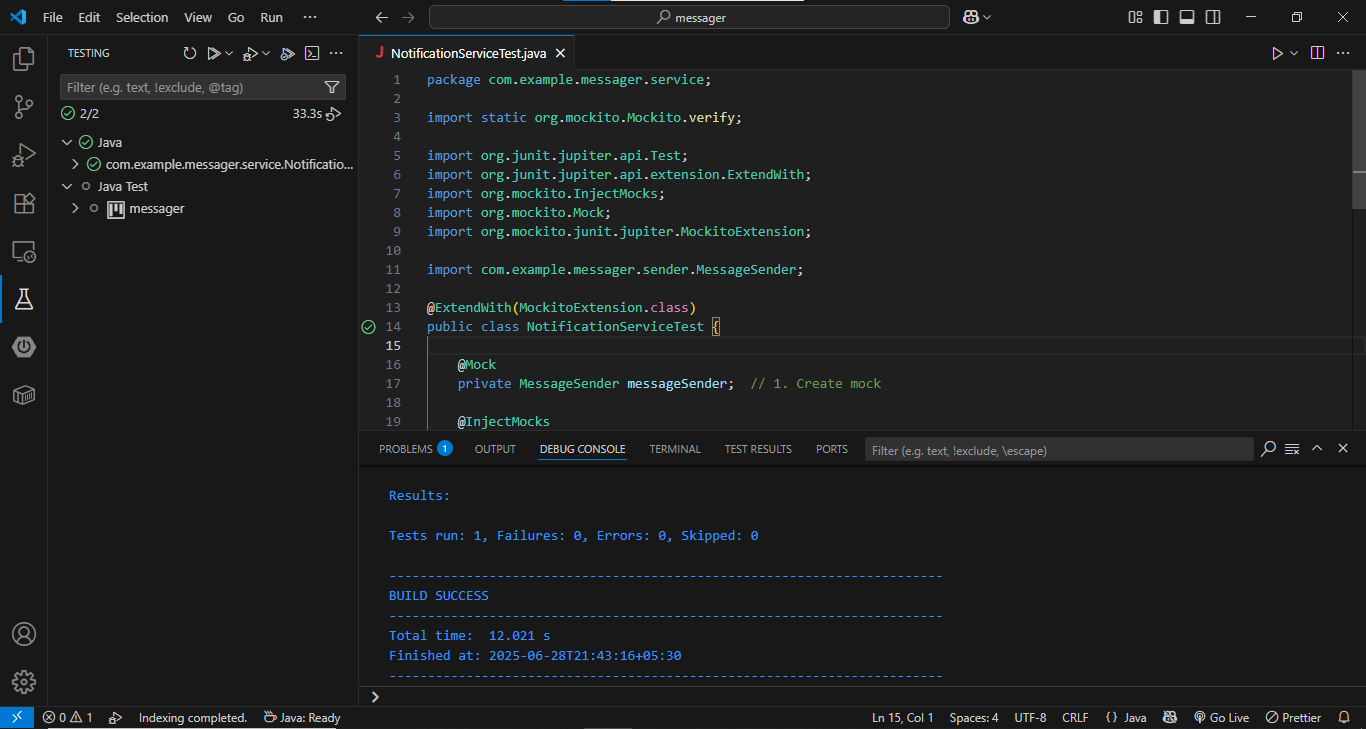 File Edit Selection View Go Run ···
messager
TESTING
Filter (e.g. text, !exclude, @tag)
2/2 33.3s
Java
com.example.messager.service.Notificatio...
Java Test
messager
NotificationServiceTest.java
1 package com.example.messager.service;
2
3 import static org.mockito.Mockito.verify;
4
5 import org.junit.jupiter.api.Test;
6 import org.junit.jupiter.api.extension.ExtendWith;
7 import org.mockito.InjectMocks;
8 import org.mockito.Mock;
9 import org.mockito.junit.jupiter.MockitoExtension;
10
11 import com.example.messager.sender.MessageSender;
12
13 @ExtendWith(MockitoExtension.class)
14 public class NotificationServiceTest {
15
16 @Mock
17 private MessageSender messageSender; // 1. Create mock
18
19 @InjectMocks
PROBLEMS 1 OUTPUT DEBUG CONSOLE TERMINAL TEST RESULTS PORTS Filter (e.g. text, !exclude, \escape)
Results:
Tests run: 1, Failures: 0, Errors: 0, Skipped: 0
------------------------------------------------------------------------
BUILD SUCCESS
------------------------------------------------------------------------
Total time: 12.021 s
Finished at: 2025-06-28T21:43:16+05:30
------------------------------------------------------------------------
0 1 Indexing completed. Java: Ready Ln 15, Col 1 Spaces: 4 UTF-8 CRLF {} Java Go Live Prettier